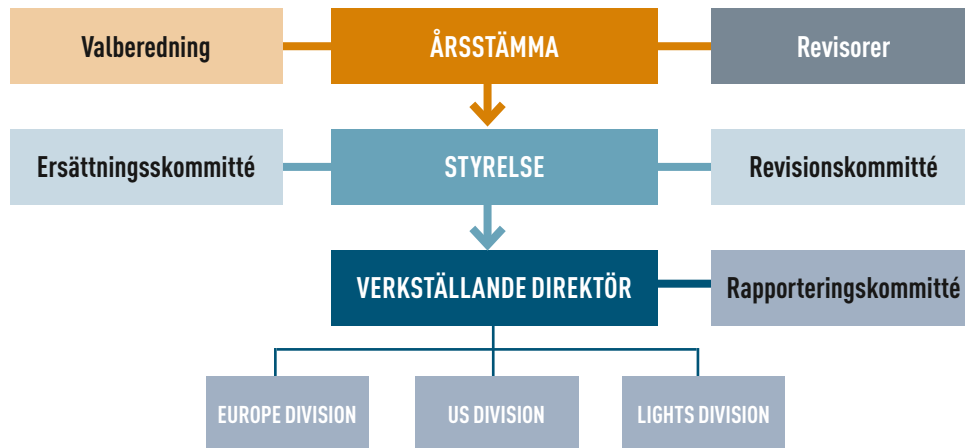 Valberedning
ÅRSSTÄMMA
Revisorer
Ersättningsskommitté
STYRELSE
Revisionskommitté
VERKSTÄLLANDE DIREKTÖR
Rapporteringskommitté
EUROPE DIVISION
US DIVISION
LIGHTS DIVISION